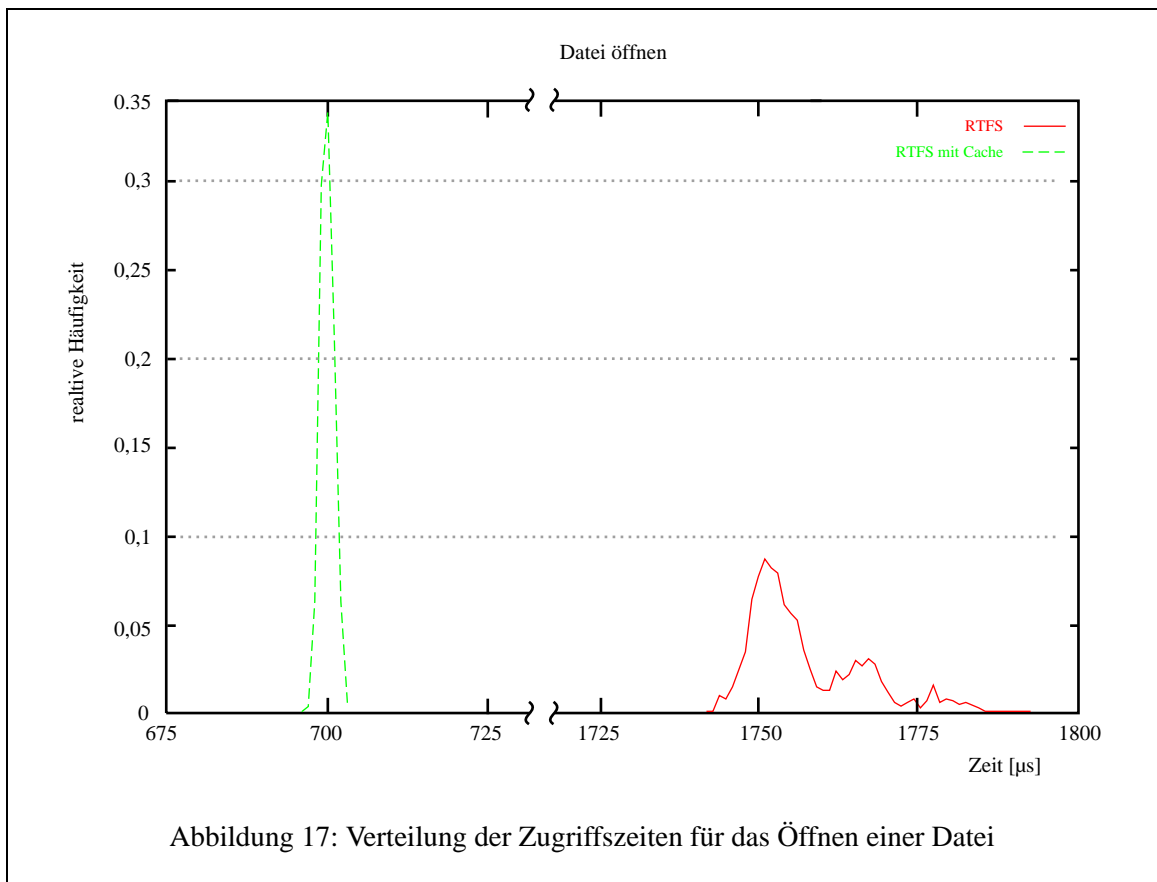 Datei öffnen
0.35
0,3
0,25
0,2
0,15
0,1
0,05
0
realtive Häufigkeit
RTFS
RTFS mit Cache
675 700 725 1725 1750 1775 1800
Zeit [µs]
Abbildung 17: Verteilung der Zugriffszeiten für das Öffnen einer Datei